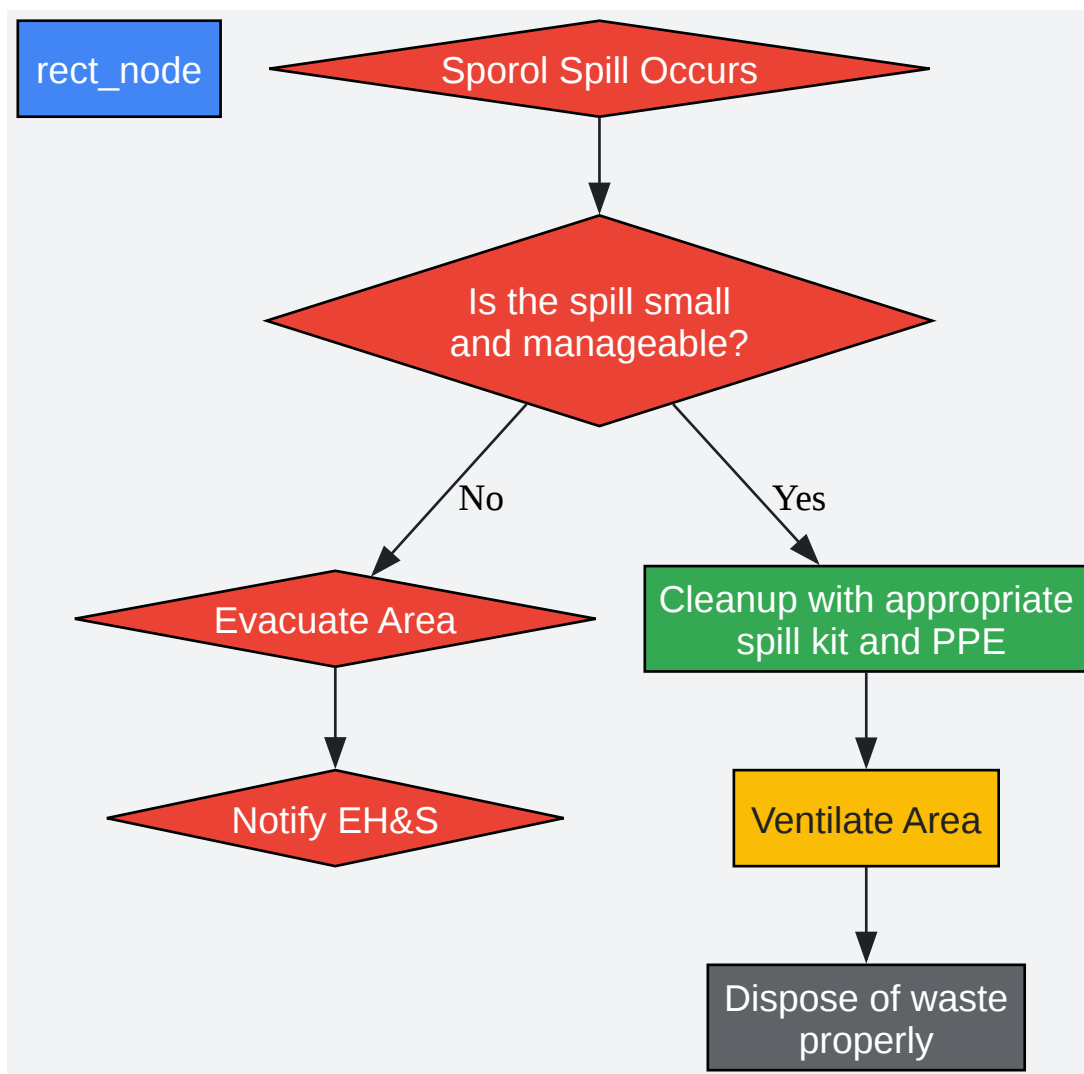 rect_node
Sporol Spill Occurs
Is the spill small
and manageable?
No
Yes
Evacuate Area
Cleanup with appropriate
spill kit and PPE
Notify EH&S
Ventilate Area
Dispose of waste
properly